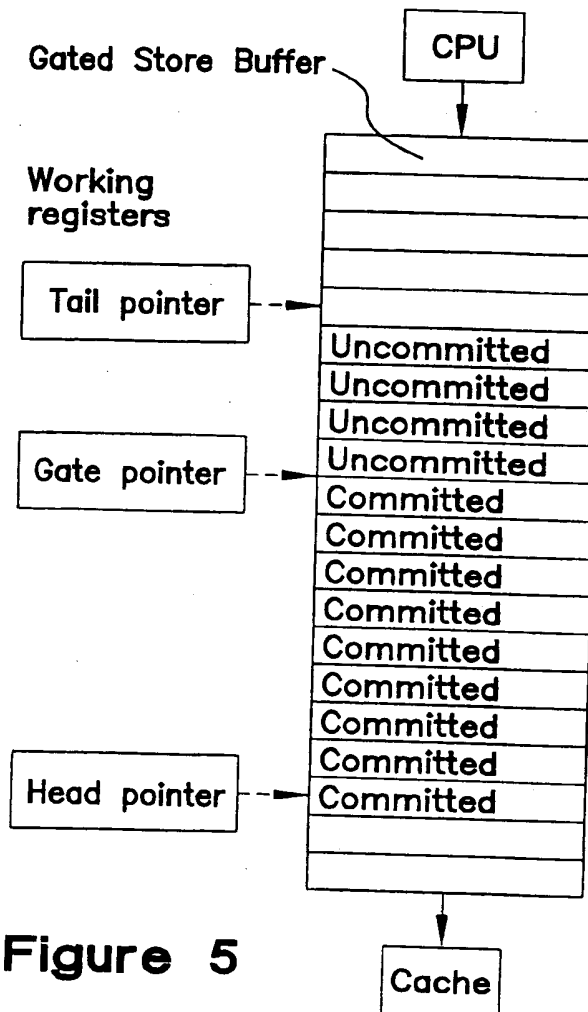 CPU
Gated Store Buffer
Working
registers
Tail pointer
Uncommitted
Uncommitted
Uncommitted
Uncommitted
Gate pointer
Committed
Committed
Committed
Committed
Committed
Committed
Committed
Committed
Head pointer
Committed
Figure 5
Cache